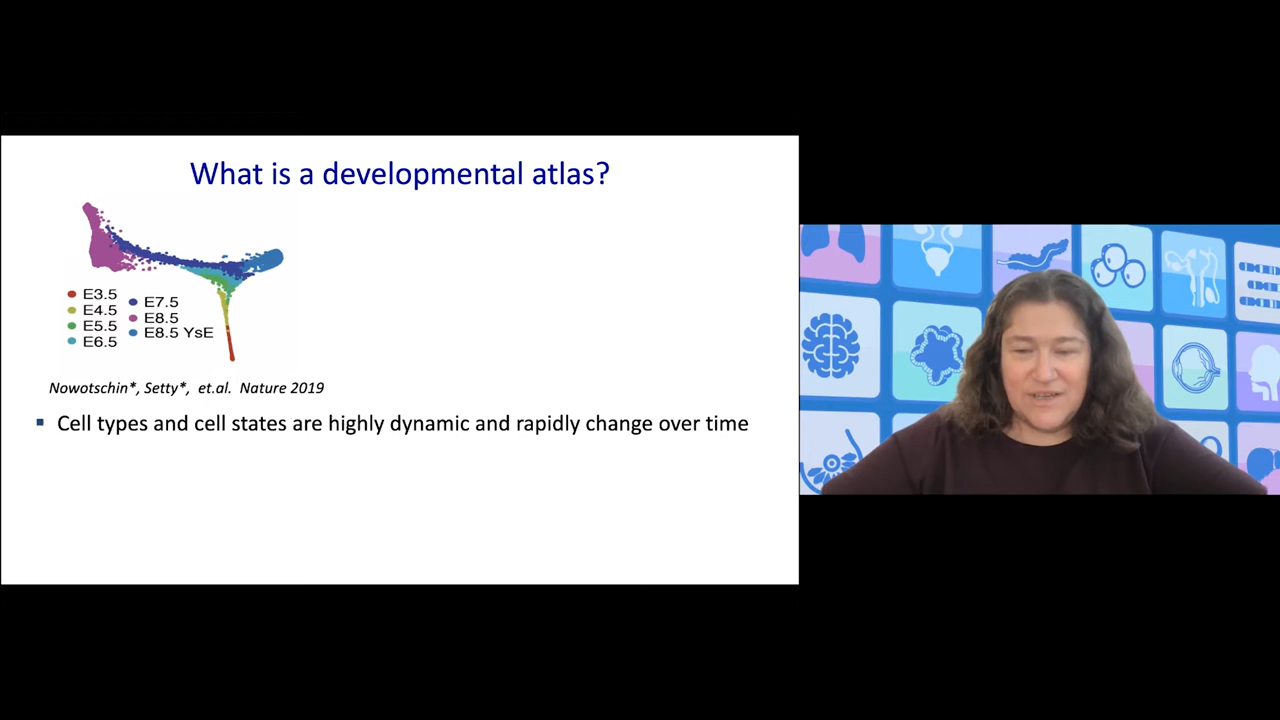 What is a developmental atlas?
E3.5
E4.5
E5.5
E6.5
E7.5
E8.5
E8.5 YsE
Nowotschin*, Setty*, et.al. Nature 2019
▪ Cell types and cell states are highly dynamic and rapidly change over time